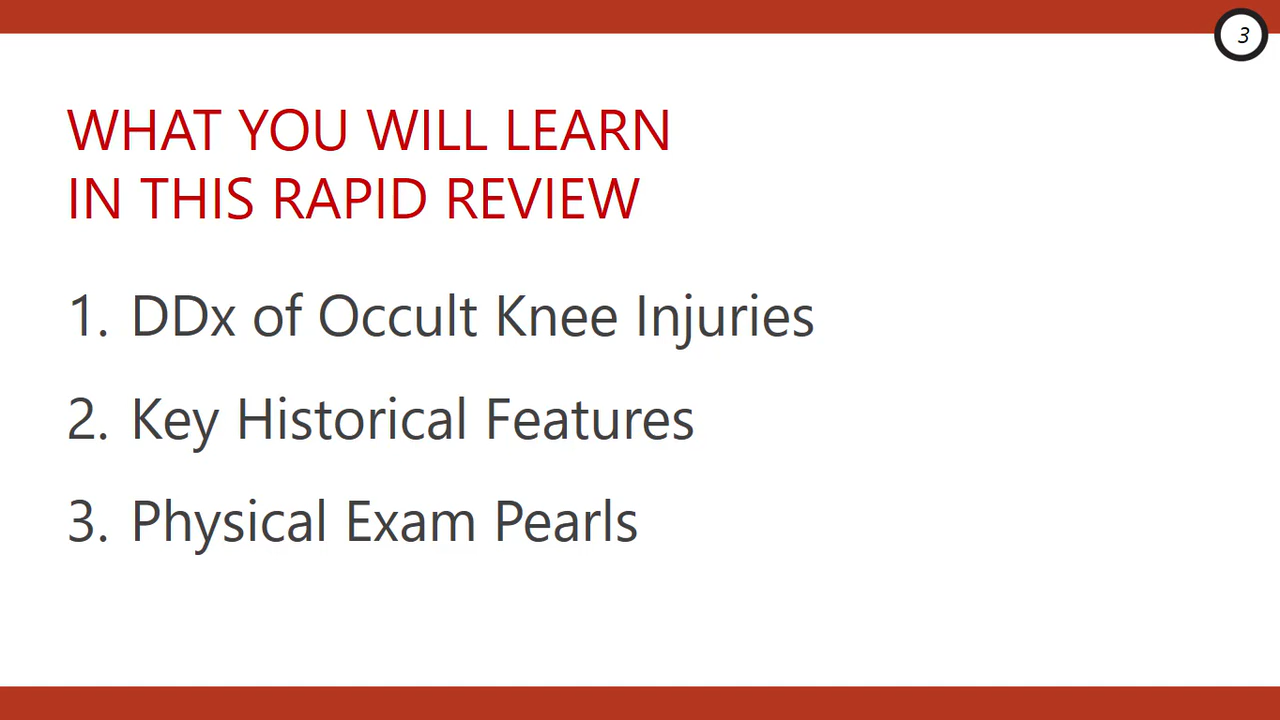 3
WHAT YOU WILL LEARN
IN THIS RAPID REVIEW
1. DDx of Occult Knee Injuries
2. Key Historical Features
3. Physical Exam Pearls